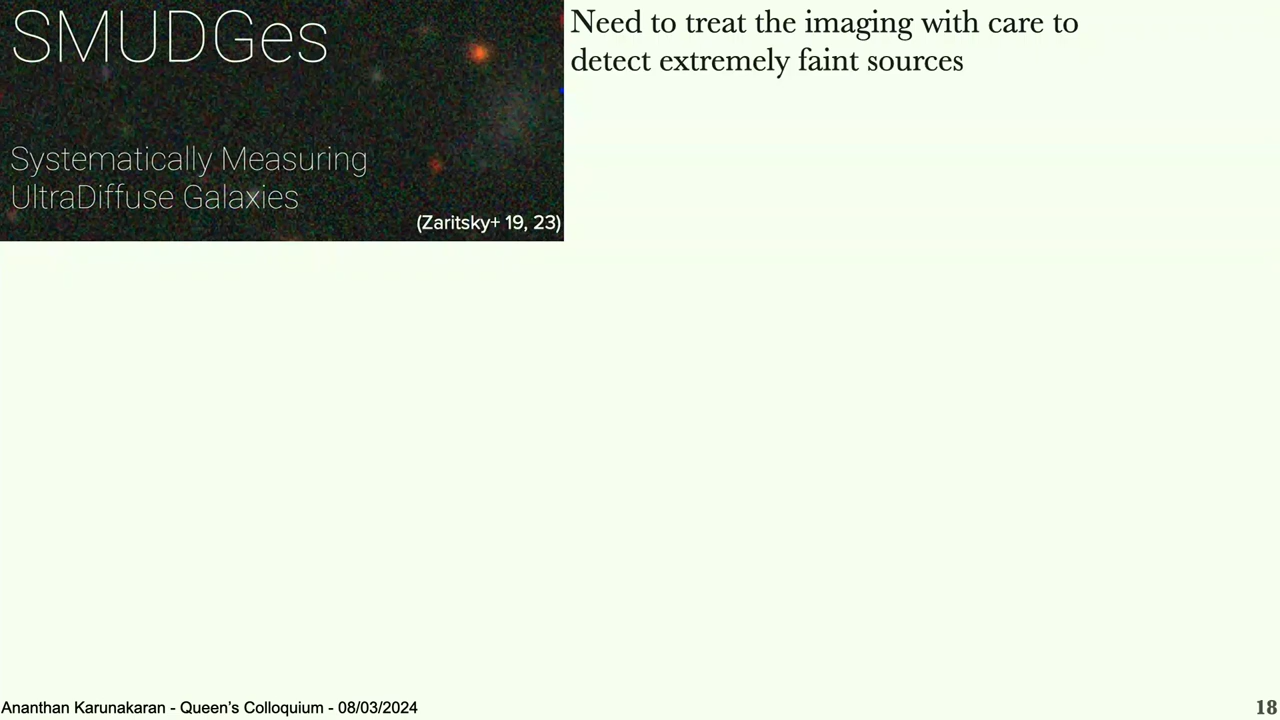 SMUDGes
Systematically Measuring
UltraDiffuse Galaxies
(Zaritsky+ 19, 23)
Need to treat the imaging with care to
detect extremely faint sources
Ananthan Karunakaran - Queen’s Colloquium - 08/03/2024
18